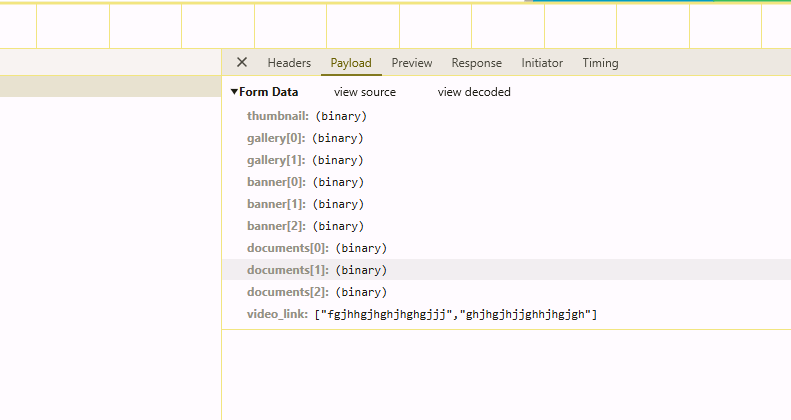 Headers Payload Preview Response Initiator Timing
Form Data view source view decoded
thumbnail: (binary)
gallery[0]: (binary)
gallery[1]: (binary)
banner[0]: (binary)
banner[1]: (binary)
banner[2]: (binary)
documents[0]: (binary)
documents[1]: (binary)
documents[2]: (binary)
video_link: ["fgjhhgjhghjhghgjjj","ghjhgjhjjghhjhgjgh"]